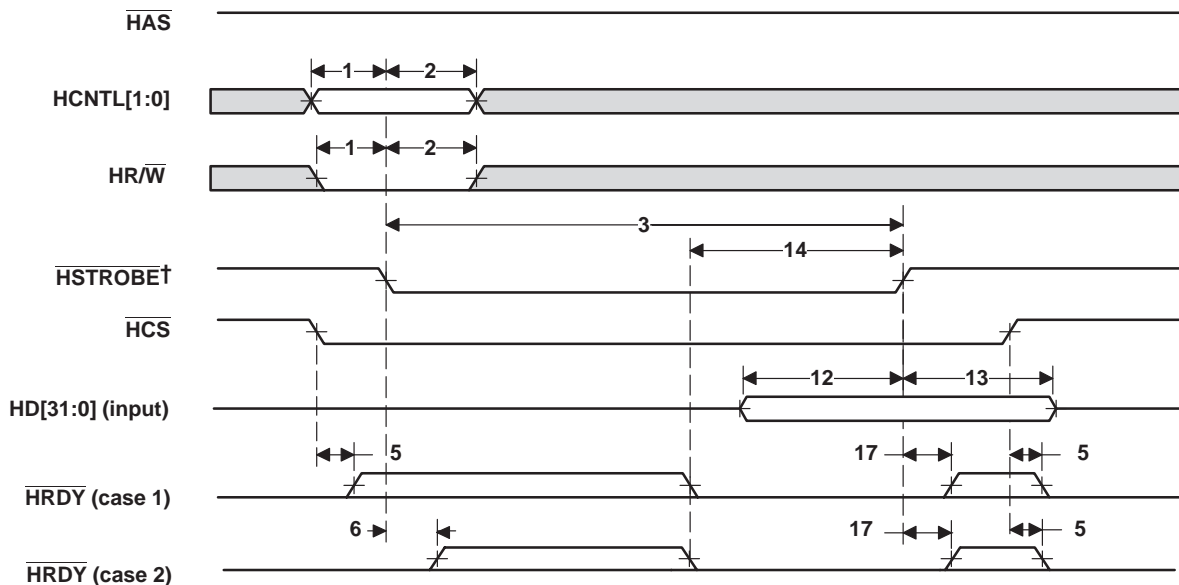 HAS
1 2
HCNTL[1:0]
1 2
HR/W
3
14
HSTROBE†
HCS
12 13
HD[31:0] (input)
5 17 5
HRDY (case 1)
6 17 5
HRDY (case 2)